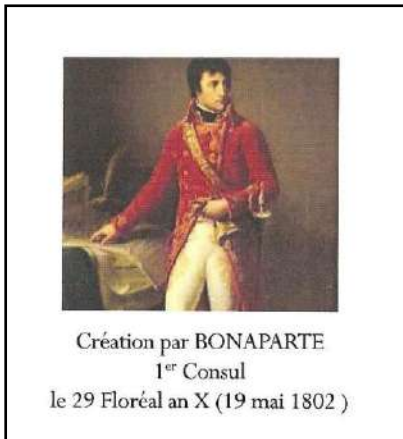 Création par BONAPARTE
1er Consul
le 29 Floréal an X (19 mai 1802 )